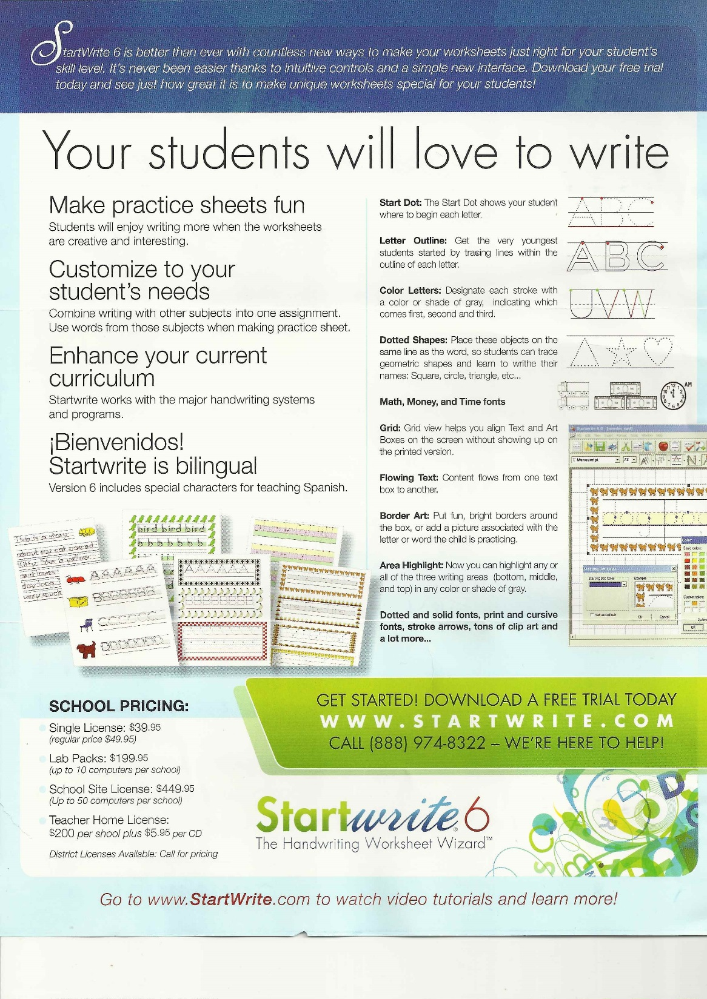 StartWrite 6 is better than ever with countless new ways to make your worksheets just right for your student's
skill level. It's never been easier thanks to intuitive controls and a simple new interface. Download your free trial
today and see just how great it is to make unique worksheets special for your students!
Your students will love to write
Make practice sheets fun
Students will enjoy writing more when the worksheets
are creative and interesting.
Customize to your
student's needs
Combine writing with other subjects into one assignment.
Use words from those subjects when making practice sheet.
Enhance your current
curriculum
Startwrite works with the major handwriting systems
and programs.
¡Bienvenidos!
Startwrite is bilingual
Version 6 includes special characters for teaching Spanish.
bird bird bird
b b b b b b b
AAAAAA
Start Dot: The Start Dot shows your student
where to begin each letter.
ABC
Letter Outline: Get the very youngest
students started by trasing lines within the
outline of each letter.
ABC
Color Letters: Designate each stroke with
a color or shade of gray, indicating which
comes first, second and third.
UVW
Dotted Shapes: Place these objects on the
same line as the word, so students can trace
geometric shapes and learn to writhe their
names: Square, circle, triangle, etc...
Math, Money, and Time fonts
AM
Grid: Grid view helps you align Text and Art
Boxes on the screen without showing up on
the printed version.
Manuscript
72
Flowing Text: Content flows from one text
box to another.
Border Art: Put fun, bright borders around
the box, or add a picture associated with the
letter or word the child is practicing.
Color
Basic colors:
Area Highlight: Now you can highlight any or
all of the three writing areas (bottom, middle,
and top) in any color or shade of gray.
Starting Dot Color
Example
Custom colors:
Set as Default
OK
Cancel
OK
Dotted and solid fonts, print and cursive
fonts, stroke arrows, tons of clip art and
a lot more...
SCHOOL PRICING:
Single License: $39.95
(regular price $49.95)
Lab Packs: $199.95
(up to 10 computers per school)
School Site License: $449.95
(Up to 50 computers per school)
Teacher Home License:
$200 per shool plus $5.95 per CD
District Licenses Available: Call for pricing
GET STARTED! DOWNLOAD A FREE TRIAL TODAY
WWW.STARTWRITE.COM
CALL (888) 974-8322 – WE'RE HERE TO HELP!
Startwrite® 6
The Handwriting Worksheet Wizard™
Go to www.StartWrite.com to watch video tutorials and learn more!